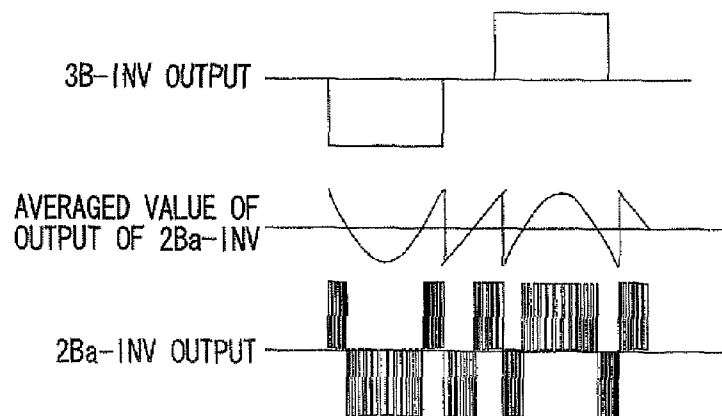 3B-INV OUTPUT
AVERAGED VALUE OF
OUTPUT OF 2Ba-INV
2Ba-INV OUTPUT